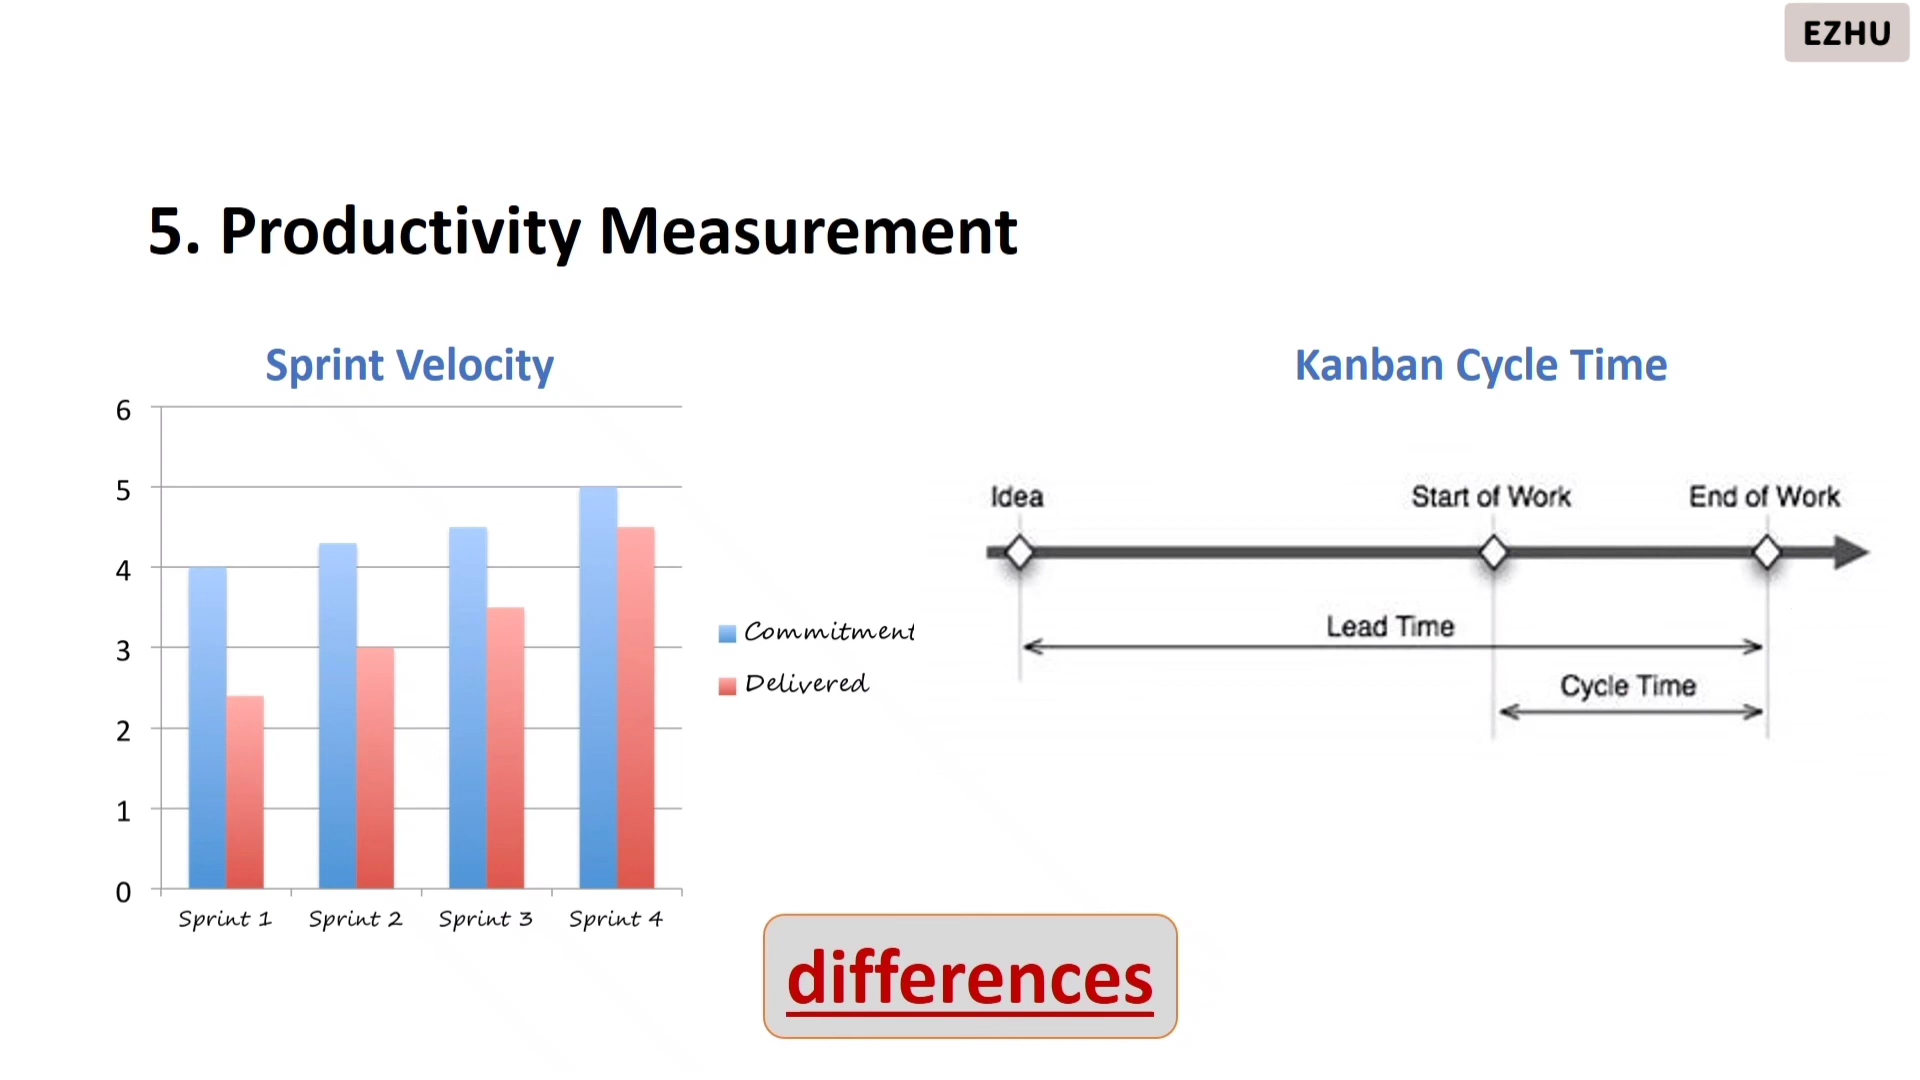 EZHU
5. Productivity Measurement
Sprint Velocity
6
5
4
3
2
1
0
Sprint 1 Sprint 2 Sprint 3 Sprint 4
Commitment
Delivered
Kanban Cycle Time
Idea Start of Work End of Work
Lead Time
Cycle Time
differences